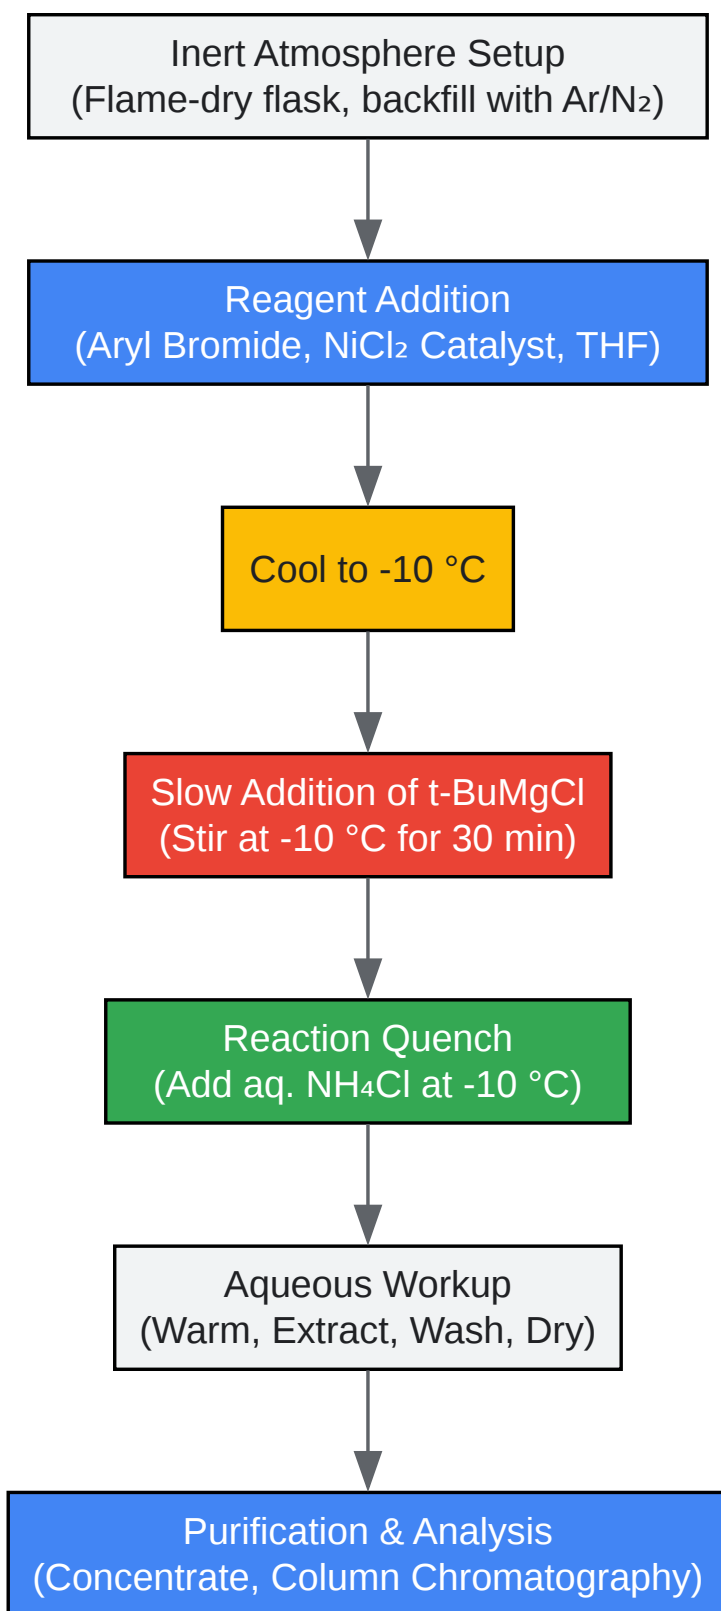 Inert Atmosphere Setup
(Flame-dry flask, backfill with Ar/N₂)
Reagent Addition
(Aryl Bromide, NiCl₂ Catalyst, THF)
Cool to -10 °C
Slow Addition of t-BuMgCl
(Stir at -10 °C for 30 min)
Reaction Quench
(Add aq. NH₄Cl at -10 °C)
Aqueous Workup
(Warm, Extract, Wash, Dry)
Purification & Analysis
(Concentrate, Column Chromatography)